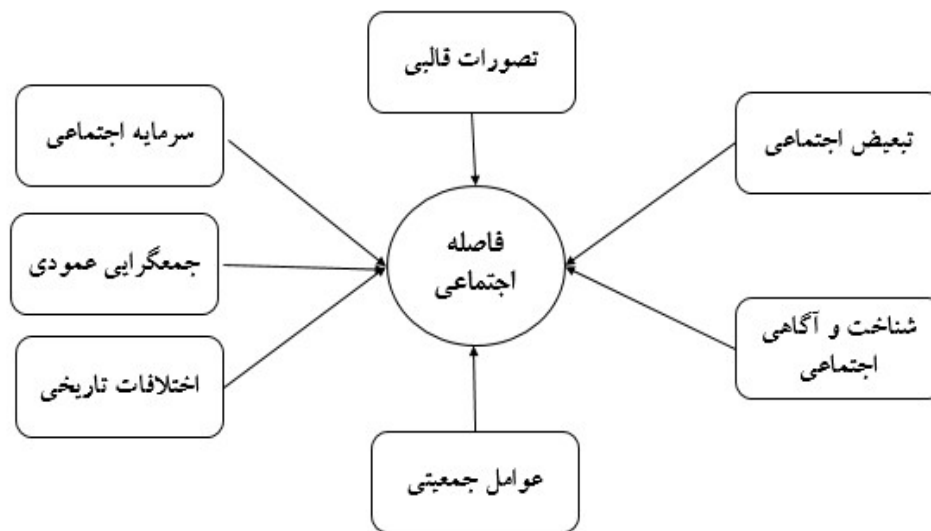 تصورات قالبی
تبعیض اجتماعی
سرمایه اجتماعی
فاصله
اجتماعی
جمعگرایی عمودی
شناخت و آگاهی
اجتماعی
اختلافات تاریخی
عوامل جمعیتی